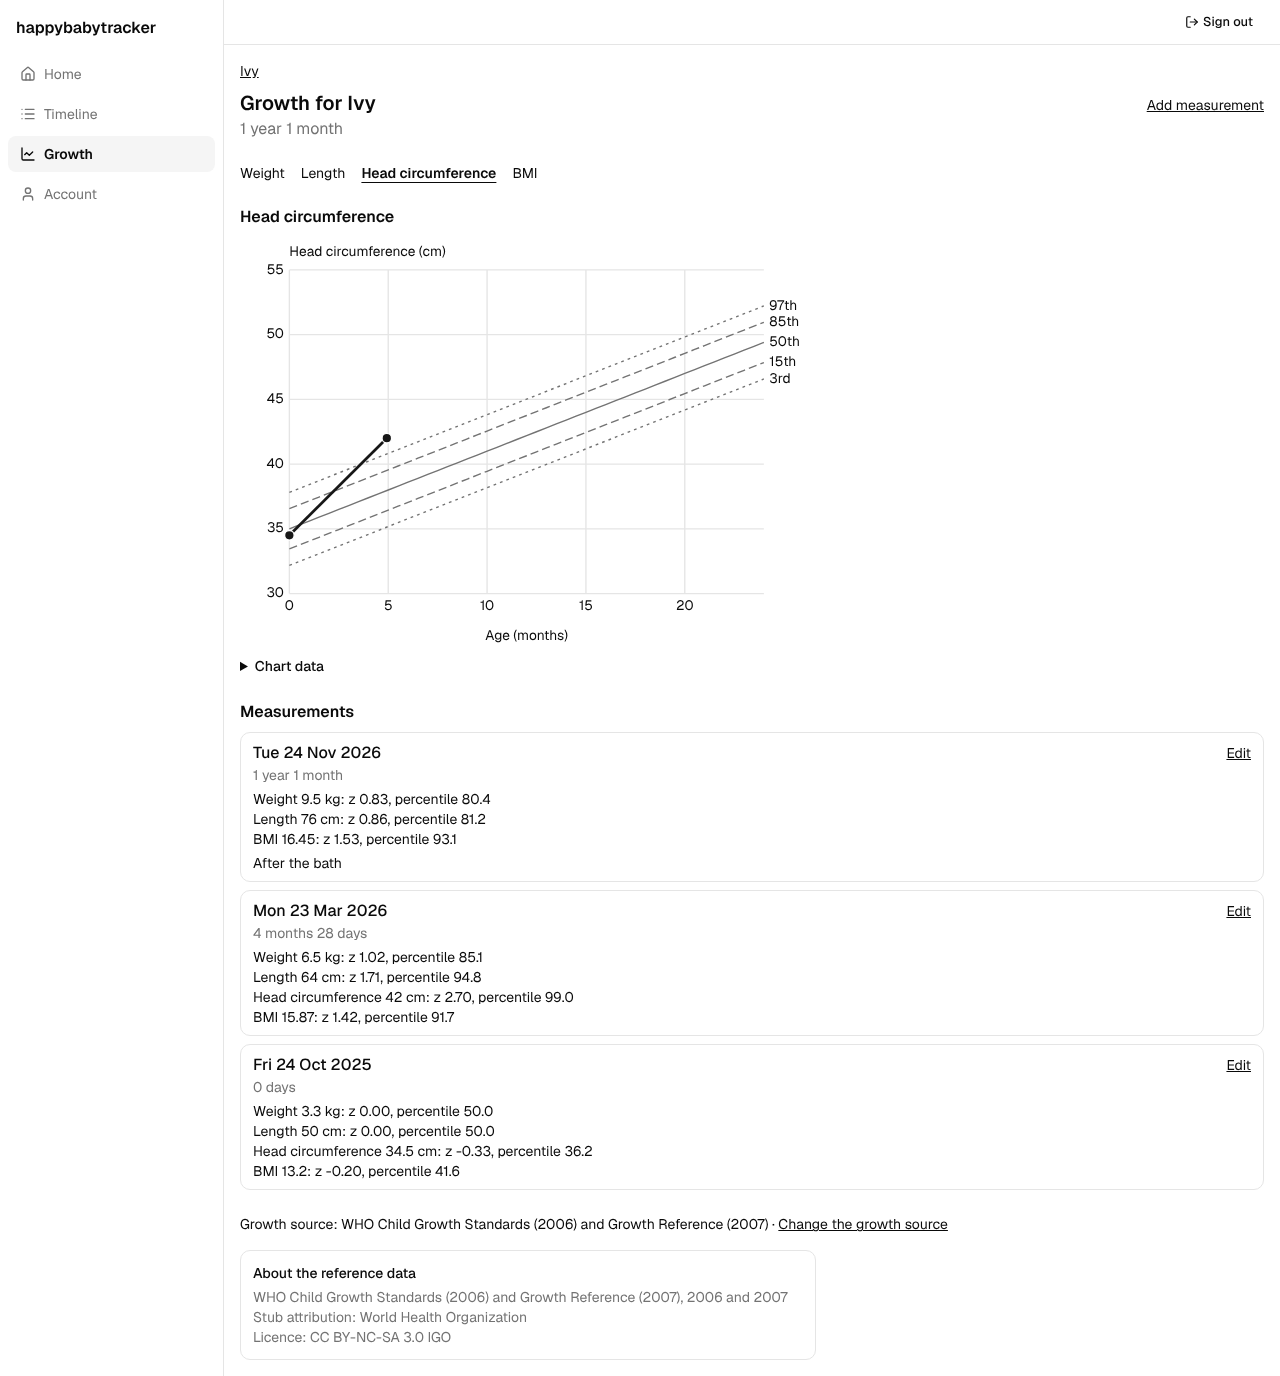 happybabytracker
Sign out
Home
Timeline
Growth
Account
Ivy
Growth for Ivy
Add measurement
1 year 1 month
Weight Length Head circumference BMI
Head circumference
Head circumference (cm)
55
50
45
40
35
30
97th
85th
50th
15th
3rd
0 5 10 15 20
Age (months)
Chart data
Measurements
Tue 24 Nov 2026
Edit
1 year 1 month
Weight 9.5 kg: z 0.83, percentile 80.4
Length 76 cm: z 0.86, percentile 81.2
BMI 16.45: z 1.53, percentile 93.1
After the bath
Mon 23 Mar 2026
Edit
4 months 28 days
Weight 6.5 kg: z 1.02, percentile 85.1
Length 64 cm: z 1.71, percentile 94.8
Head circumference 42 cm: z 2.70, percentile 99.0
BMI 15.87: z 1.42, percentile 91.7
Fri 24 Oct 2025
Edit
0 days
Weight 3.3 kg: z 0.00, percentile 50.0
Length 50 cm: z 0.00, percentile 50.0
Head circumference 34.5 cm: z -0.33, percentile 36.2
BMI 13.2: z -0.20, percentile 41.6
Growth source: WHO Child Growth Standards (2006) and Growth Reference (2007) · Change the growth source
About the reference data
WHO Child Growth Standards (2006) and Growth Reference (2007), 2006 and 2007
Stub attribution: World Health Organization
Licence: CC BY-NC-SA 3.0 IGO